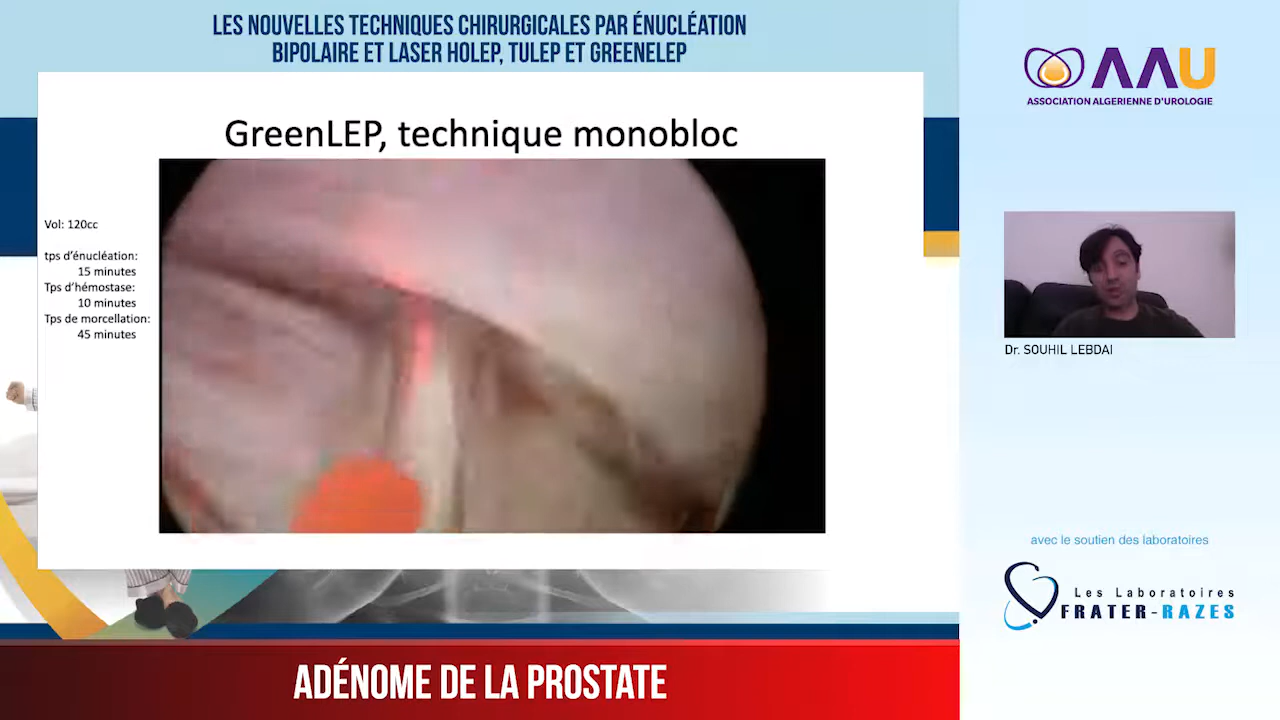 LES NOUVELLES TECHNIQUES CHIRURGICALES PAR ÉNUCLÉATION
BIPOLAIRE ET LASER HOLEP, TULEP ET GREENELEP
GreenLEP, technique monobloc
Vol: 120cc
tps d'énucléation:
15 minutes
Tps d'hémostase:
10 minutes
Tps de morcellation:
45 minutes
ADÉNOME DE LA PROSTATE
AAU
ASSOCIATION ALGERIENNE D'UROLOGIE
Dr. SOUHIL LEBDAI
avec le soutien des laboratoires
Les Laboratoires
FRATER-RAZES